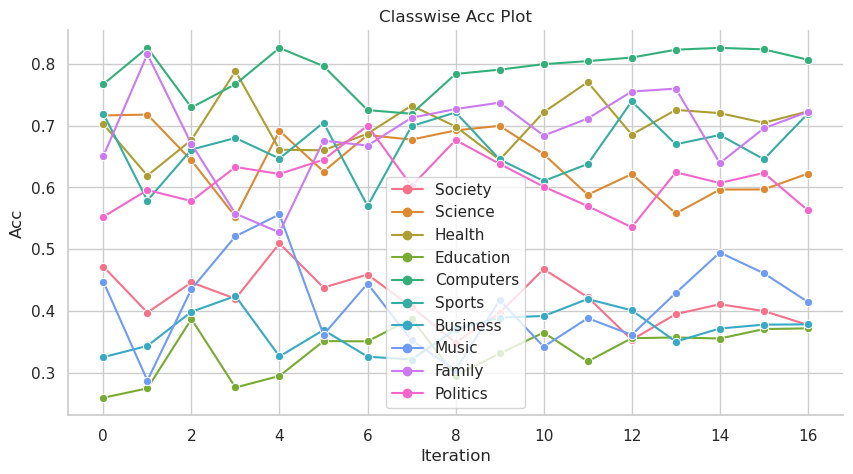 Classwise Acc Plot
Acc
0.8
0.7
0.6
0.5
0.4
0.3
Society
Science
Health
Education
Computers
Sports
Business
Music
Family
Politics
0 2 4 6 8 10 12 14 16
Iteration